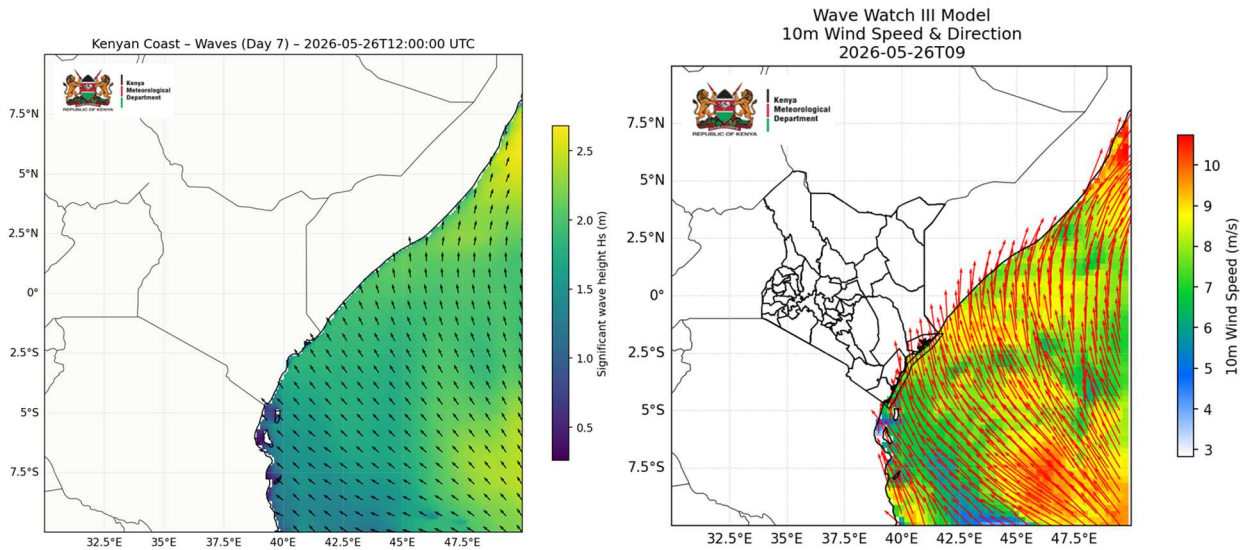 Kenyan Coast – Waves (Day 7) – 2026-05-26T12:00:00 UTC
Kenya
Meteorological
Department
REPUBLIC OF KENYA
7.5°N
5°N
2.5°N
0°
2.5°S
5°S
7.5°S
32.5°E 35°E 37.5°E 40°E 42.5°E 45°E 47.5°E
2.5
2.0
1.5
1.0
0.5
Significant wave height Hs (m)
Wave Watch III Model
10m Wind Speed & Direction
2026-05-26T09
Kenya
Meteorological
Department
REPUBLIC OF KENYA
7.5°N
5°N
2.5°N
0°
2.5°S
5°S
7.5°S
32.5°E 35°E 37.5°E 40°E 42.5°E 45°E 47.5°E
10
9
8
7
6
5
4
3
10m Wind Speed (m/s)